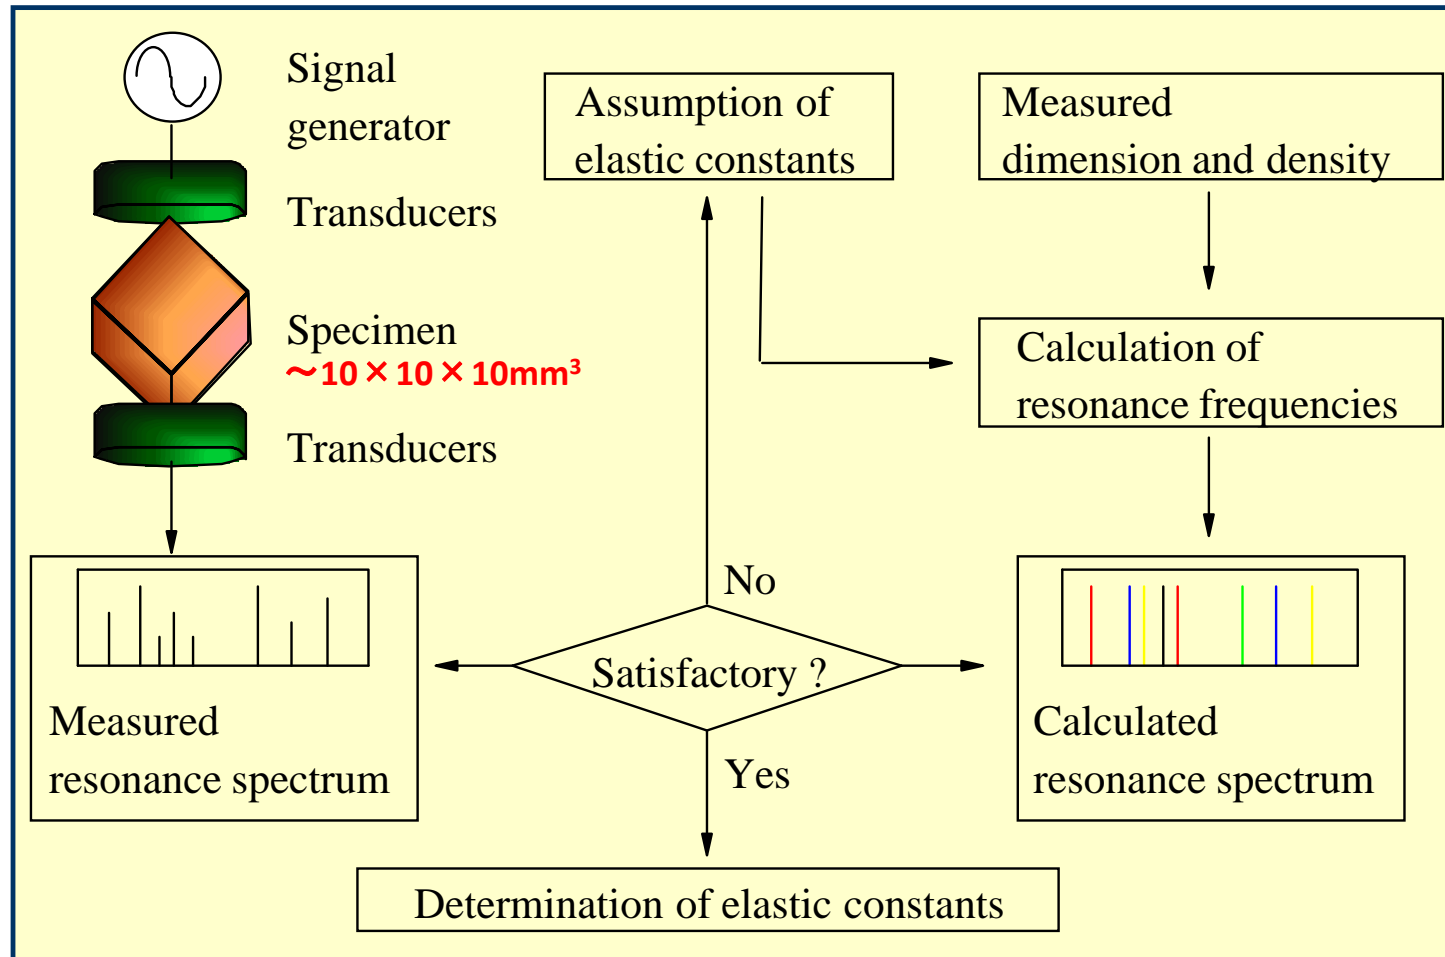 Signal
generator
Transducers
Specimen
～10×10×10mm³
Transducers
Measured
resonance spectrum
Assumption of
elastic constants
Measured
dimension and density
Calculation of
resonance frequencies
No
Satisfactory ?
Yes
Calculated
resonance spectrum
Determination of elastic constants